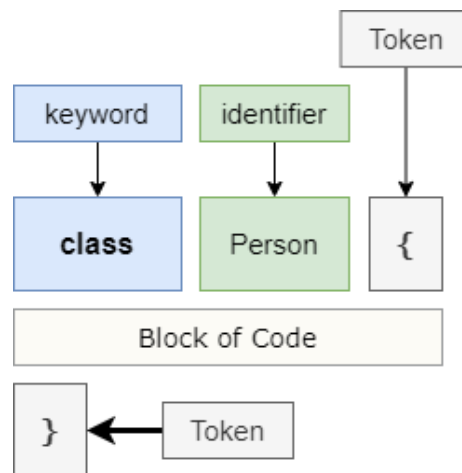 Token
keyword identifier
class Person {
Block of Code
} Token